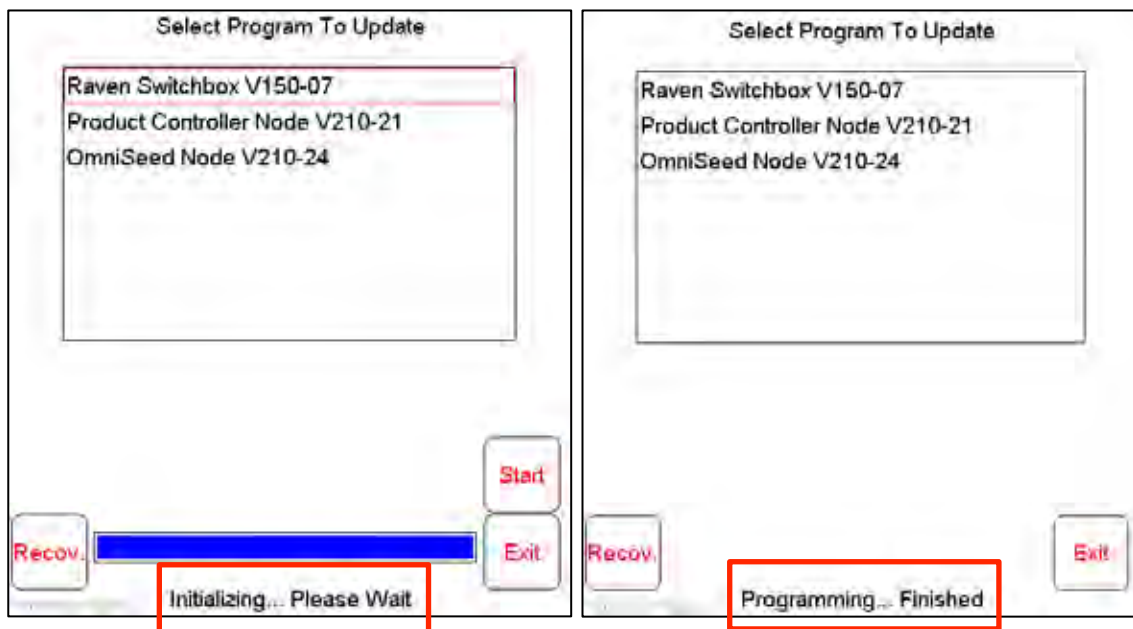 Select Program To Update
Raven Switchbox V150-07
Product Controller Node V210-21
OmniSeed Node V210-24
Start
Recov.
Exit
Initializing... Please Wait
Select Program To Update
Raven Switchbox V150-07
Product Controller Node V210-21
OmniSeed Node V210-24
Recov.
Exit
Programming... Finished